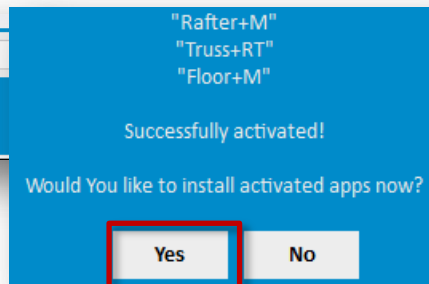 "Rafter+M"
"Truss+RT"
"Floor+M"
Successfully activated!
Would You like to install activated apps now?
Yes
No